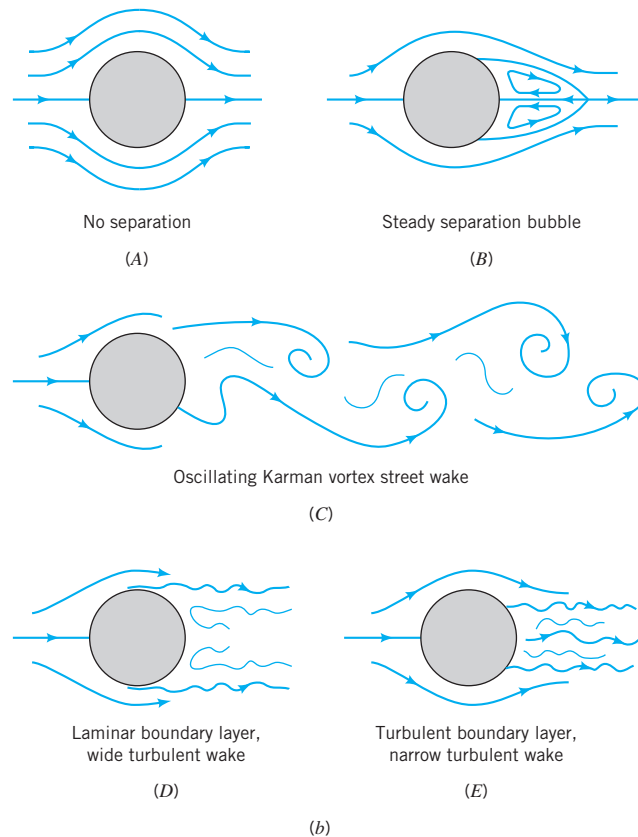 No separation
(A)
Steady separation bubble
(B)
Oscillating Karman vortex street wake
(C)
Laminar boundary layer,
wide turbulent wake
(D)
Turbulent boundary layer,
narrow turbulent wake
(E)
(b)